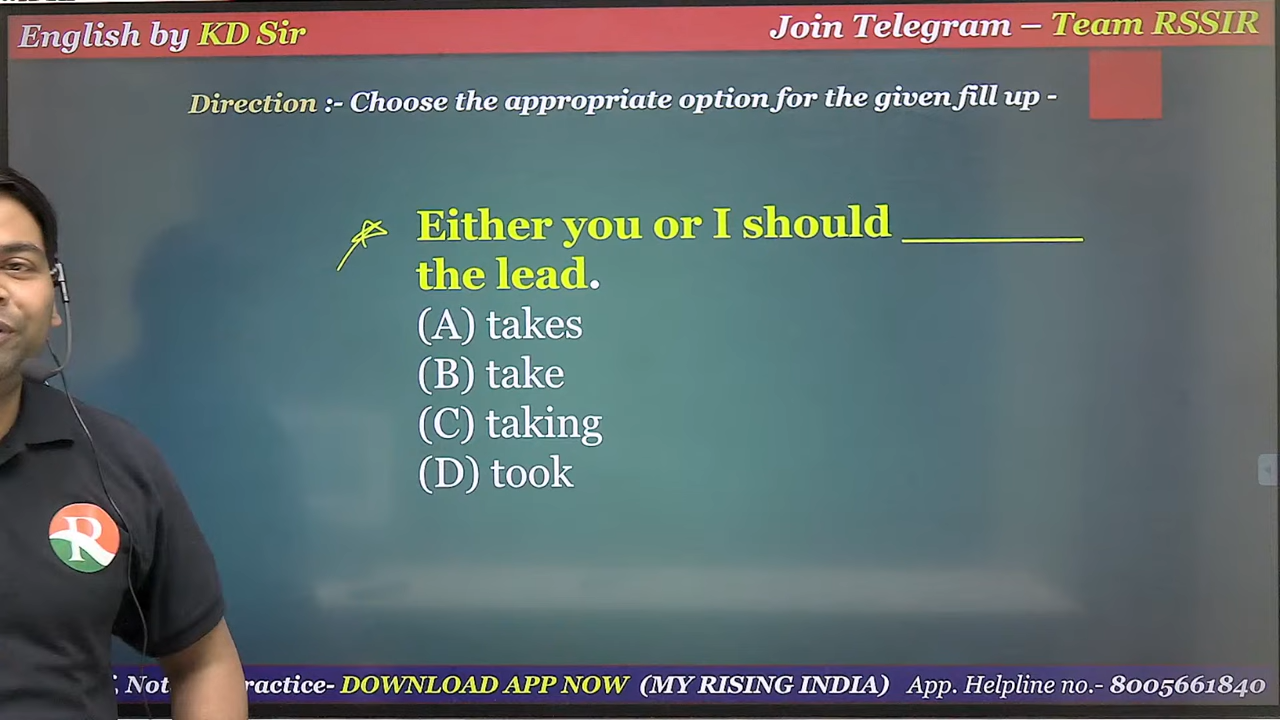 English by KD Sir
Join Telegram – Team RSSIR
Direction :- Choose the appropriate option for the given fill up -
Either you or I should ________
the lead.
(A) takes
(B) take
(C) taking
(D) took
DOWNLOAD APP NOW (MY RISING INDIA) App. Helpline no.- 8005661840
R